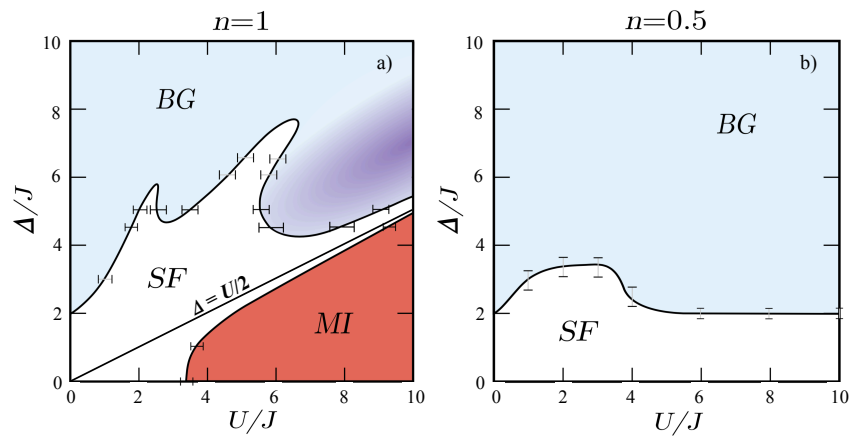 n=1
n=0.5
a)
b)
BG
BG
SF
Δ = U/2
MI
SF
Δ/J
Δ/J
10
8
6
4
2
0
10
8
6
4
2
0
0 2 4 6 8 10
0 2 4 6 8 10
U/J
U/J